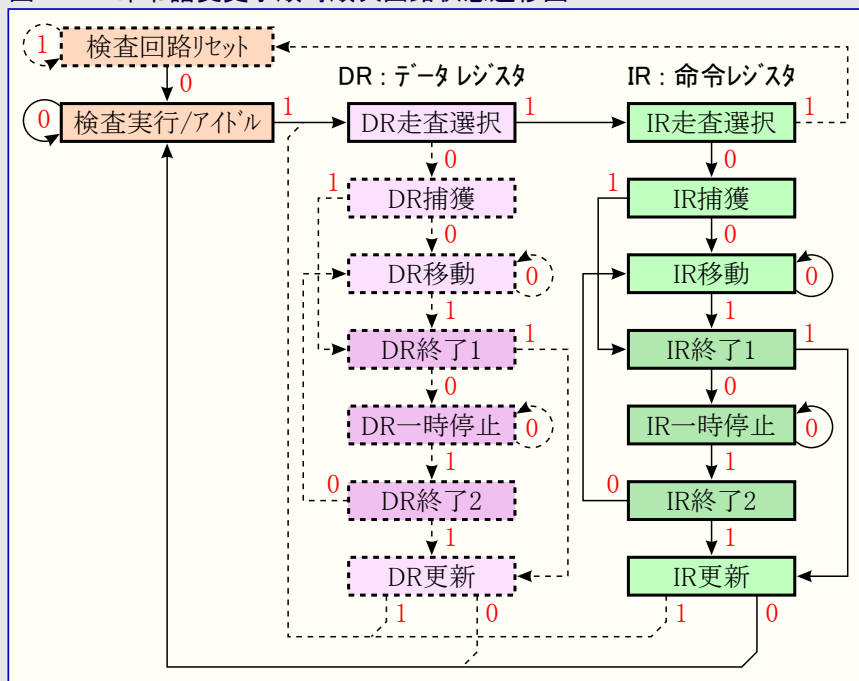 1 検査回路リセット
0
DR : データ レジスタ IR : 命令レジスタ
0 検査実行/アイドル 1 DR走査選択 1 IR走査選択 1
0 0
1 1
DR捕獲 IR捕獲
0 0
DR移動 0 IR移動 0
1 1
DR終了1 1 IR終了1 1
0 0
DR一時停止 0 IR一時停止 0
1 1
0 DR終了2 0 IR終了2
1 1
DR更新 IR更新
1 0 1 0